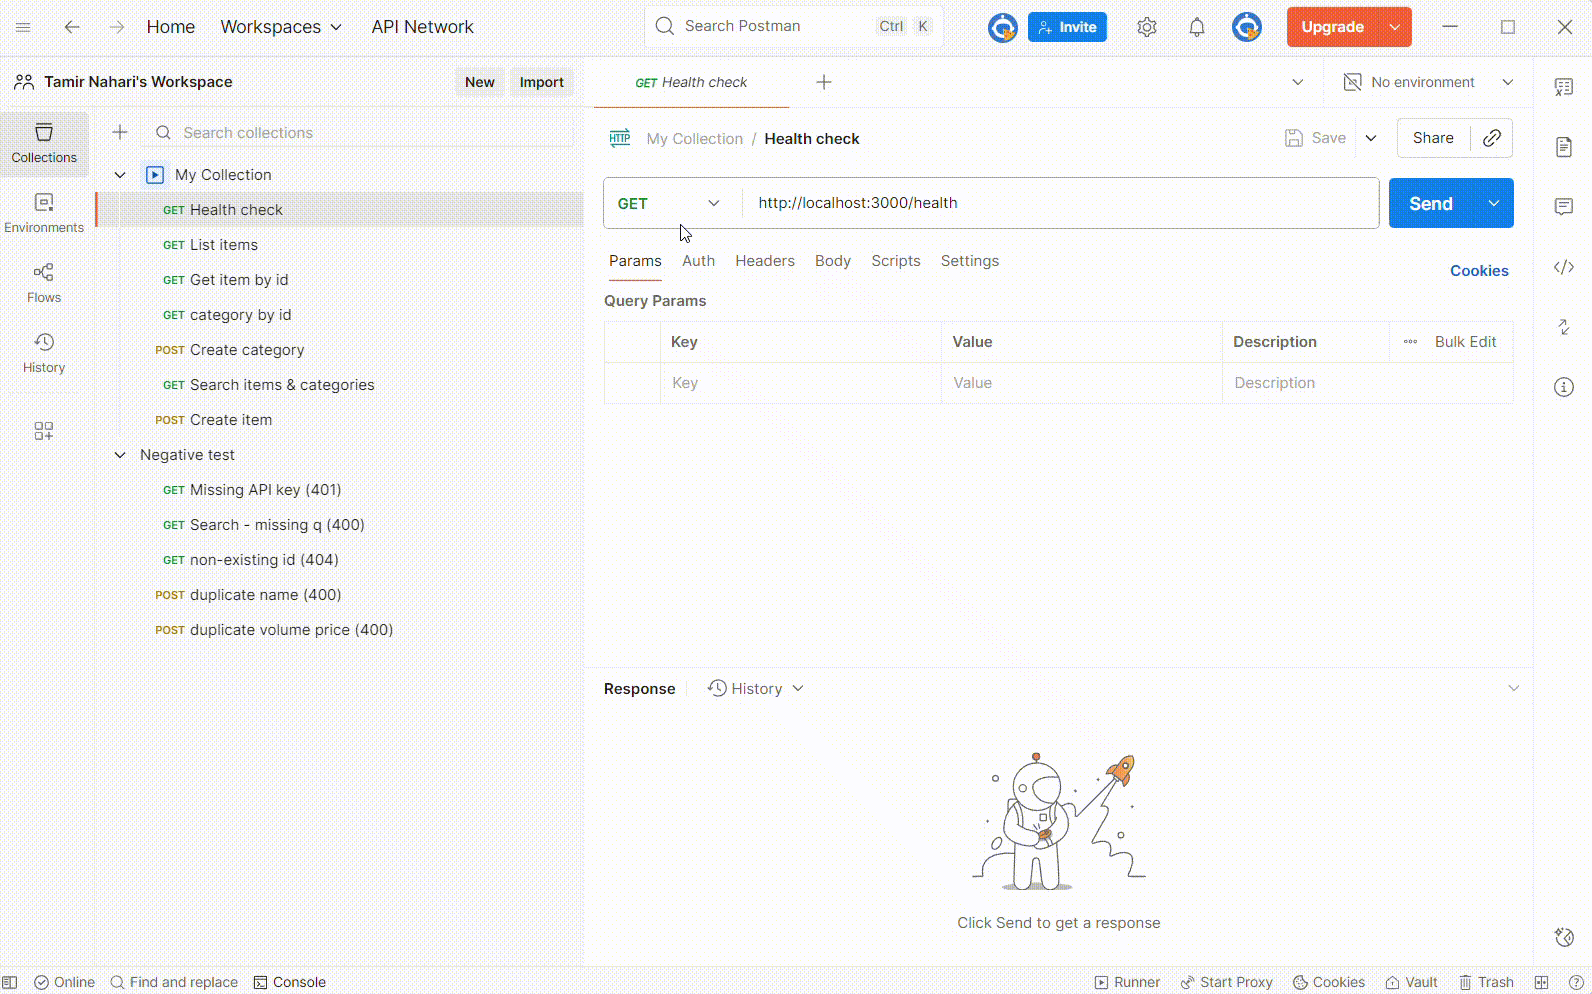 Home Workspaces API Network Search Postman Ctrl K Invite Upgrade
Tamir Nahari's Workspace New Import
GET Health check No environment
Collections
Environments
Flows
History
Search collections
My Collection
GET Health check
GET List items
GET Get item by id
GET category by id
POST Create category
GET Search items & categories
POST Create item
Negative test
GET Missing API key (401)
GET Search - missing q (400)
GET non-existing id (404)
POST duplicate name (400)
POST duplicate volume price (400)
HTTP My Collection / Health check Save Share
GET http://localhost:3000/health Send
Params Auth Headers Body Scripts Settings Cookies
Query Params
Key Value Description Bulk Edit
Key Value Description
Response History
Click Send to get a response
Online Find and replace Console Runner Start Proxy Cookies Vault Trash